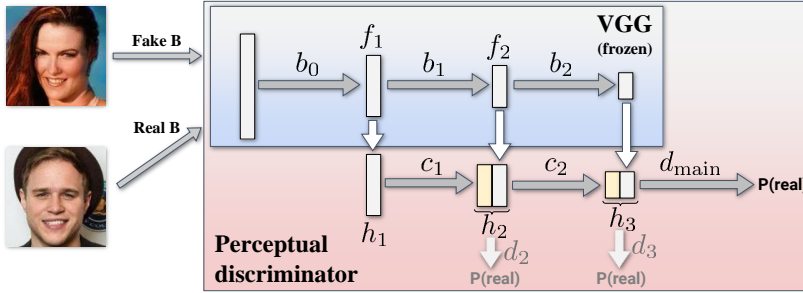 Fake B
Real B
VGG
(frozen)
f₁
f₂
b₀
b₁
b₂
c₁
c₂
d_main
P(real)
h₁
h₂
h₃
d₂
d₃
P(real)
P(real)
Perceptual
discriminator